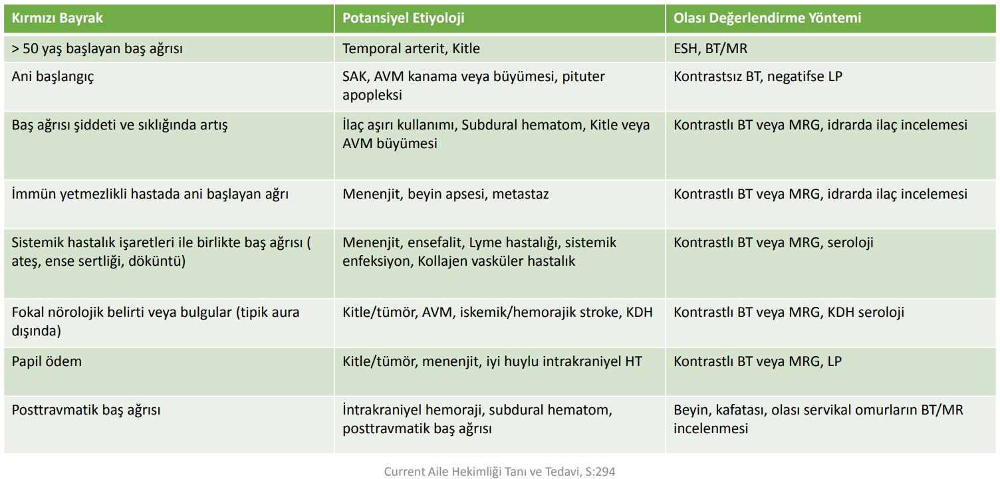 Kırmızı Bayrak
Potansiyel Etiyoloji
Olası Değerlendirme Yöntemi
> 50 yaş başlayan baş ağrısı
Temporal arterit, Kitle
ESH, BT/MR
Ani başlangıç
SAK, AVM kanama veya büyümesi, pituter
apopleksi
Kontrastsız BT, negatifse LP
Baş ağrısı şiddeti ve sıklığında artış
İlaç aşırı kullanımı, Subdural hematom, Kitle veya
AVM büyümesi
Kontrastlı BT veya MRG, idrarda ilaç incelemesi
İmmün yetmezlikli hastada ani başlayan ağrı
Menenjit, beyin apsesi, metastaz
Kontrastlı BT veya MRG, idrarda ilaç incelemesi
Sistemik hastalık işaretleri ile birlikte baş ağrısı (
ateş, ense sertliği, döküntü)
Menenjit, ensefalit, Lyme hastalığı, sistemik
enfeksiyon, Kollajen vasküler hastalık
Kontrastlı BT veya MRG, seroloji
Fokal nörolojik belirti veya bulgular (tipik aura
dışında)
Kitle/tümör, AVM, iskemik/hemorajik stroke, KDH
Kontrastlı BT veya MRG, KDH seroloji
Papil ödem
Kitle/tümör, menenjit, iyi huylu intrakraniyel HT
Kontrastlı BT veya MRG, LP
Posttravmatik baş ağrısı
İntrakraniyel hemoraji, subdural hematom,
posttravmatik baş ağrısı
Beyin, kafatası, olası servikal omurların BT/MR
incelenmesi
Current Aile Hekimliği Tanı ve Tedavi, S:294